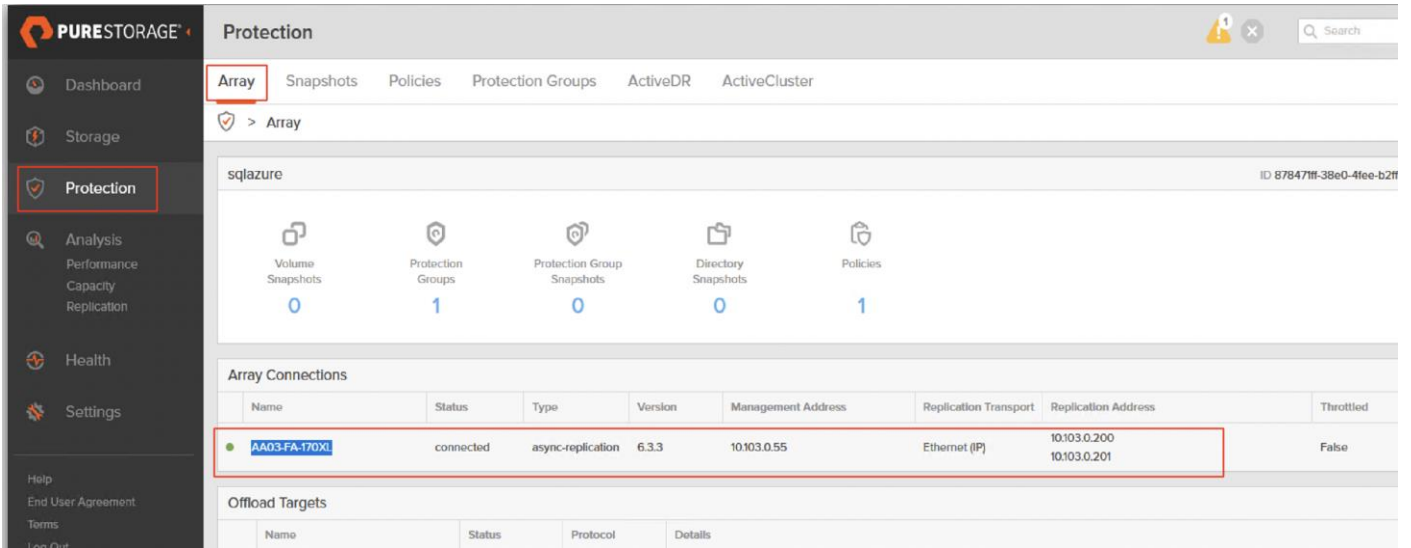 PURESTORAGE®
Protection
1
Search
Dashboard
Storage
Protection
Analysis
Performance
Capacity
Replication
Health
Settings
Help
End User Agreement
Terms
Log Out
Array Snapshots Policies Protection Groups ActiveDR ActiveCluster
> Array
sqlazure ID 878471ff-38e0-4fee-b2ff
Volume Snapshots
0
Protection Groups
1
Protection Group Snapshots
0
Directory Snapshots
0
Policies
1
Array Connections
Name Status Type Version Management Address Replication Transport Replication Address Throttled
AA03-FA-170XL connected async-replication 6.3.3 10.103.0.55 Ethernet (IP) 10.103.0.200 False
10.103.0.201
Offload Targets
Name Status Protocol Details